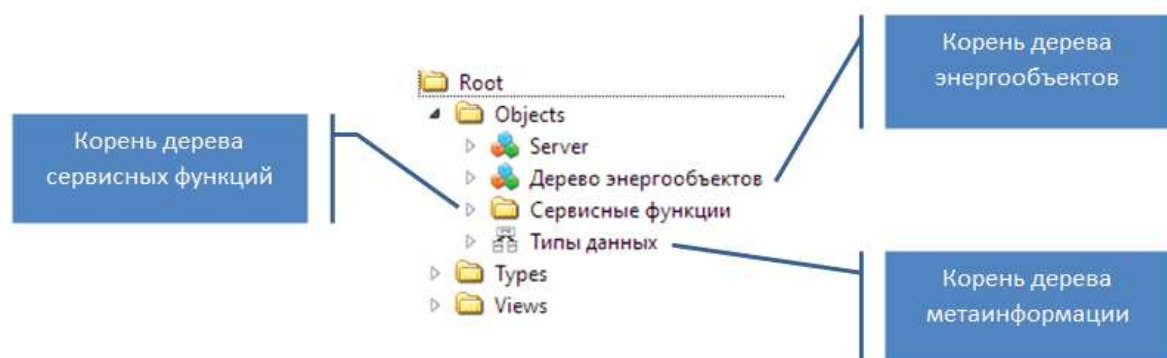 Корень дерева
энергообъектов
Root
Objects
Корень дерева
сервисных функций
Server
Дерево энергообъектов
Сервисные функции
Типы данных
Types
Views
Корень дерева
метаинформации